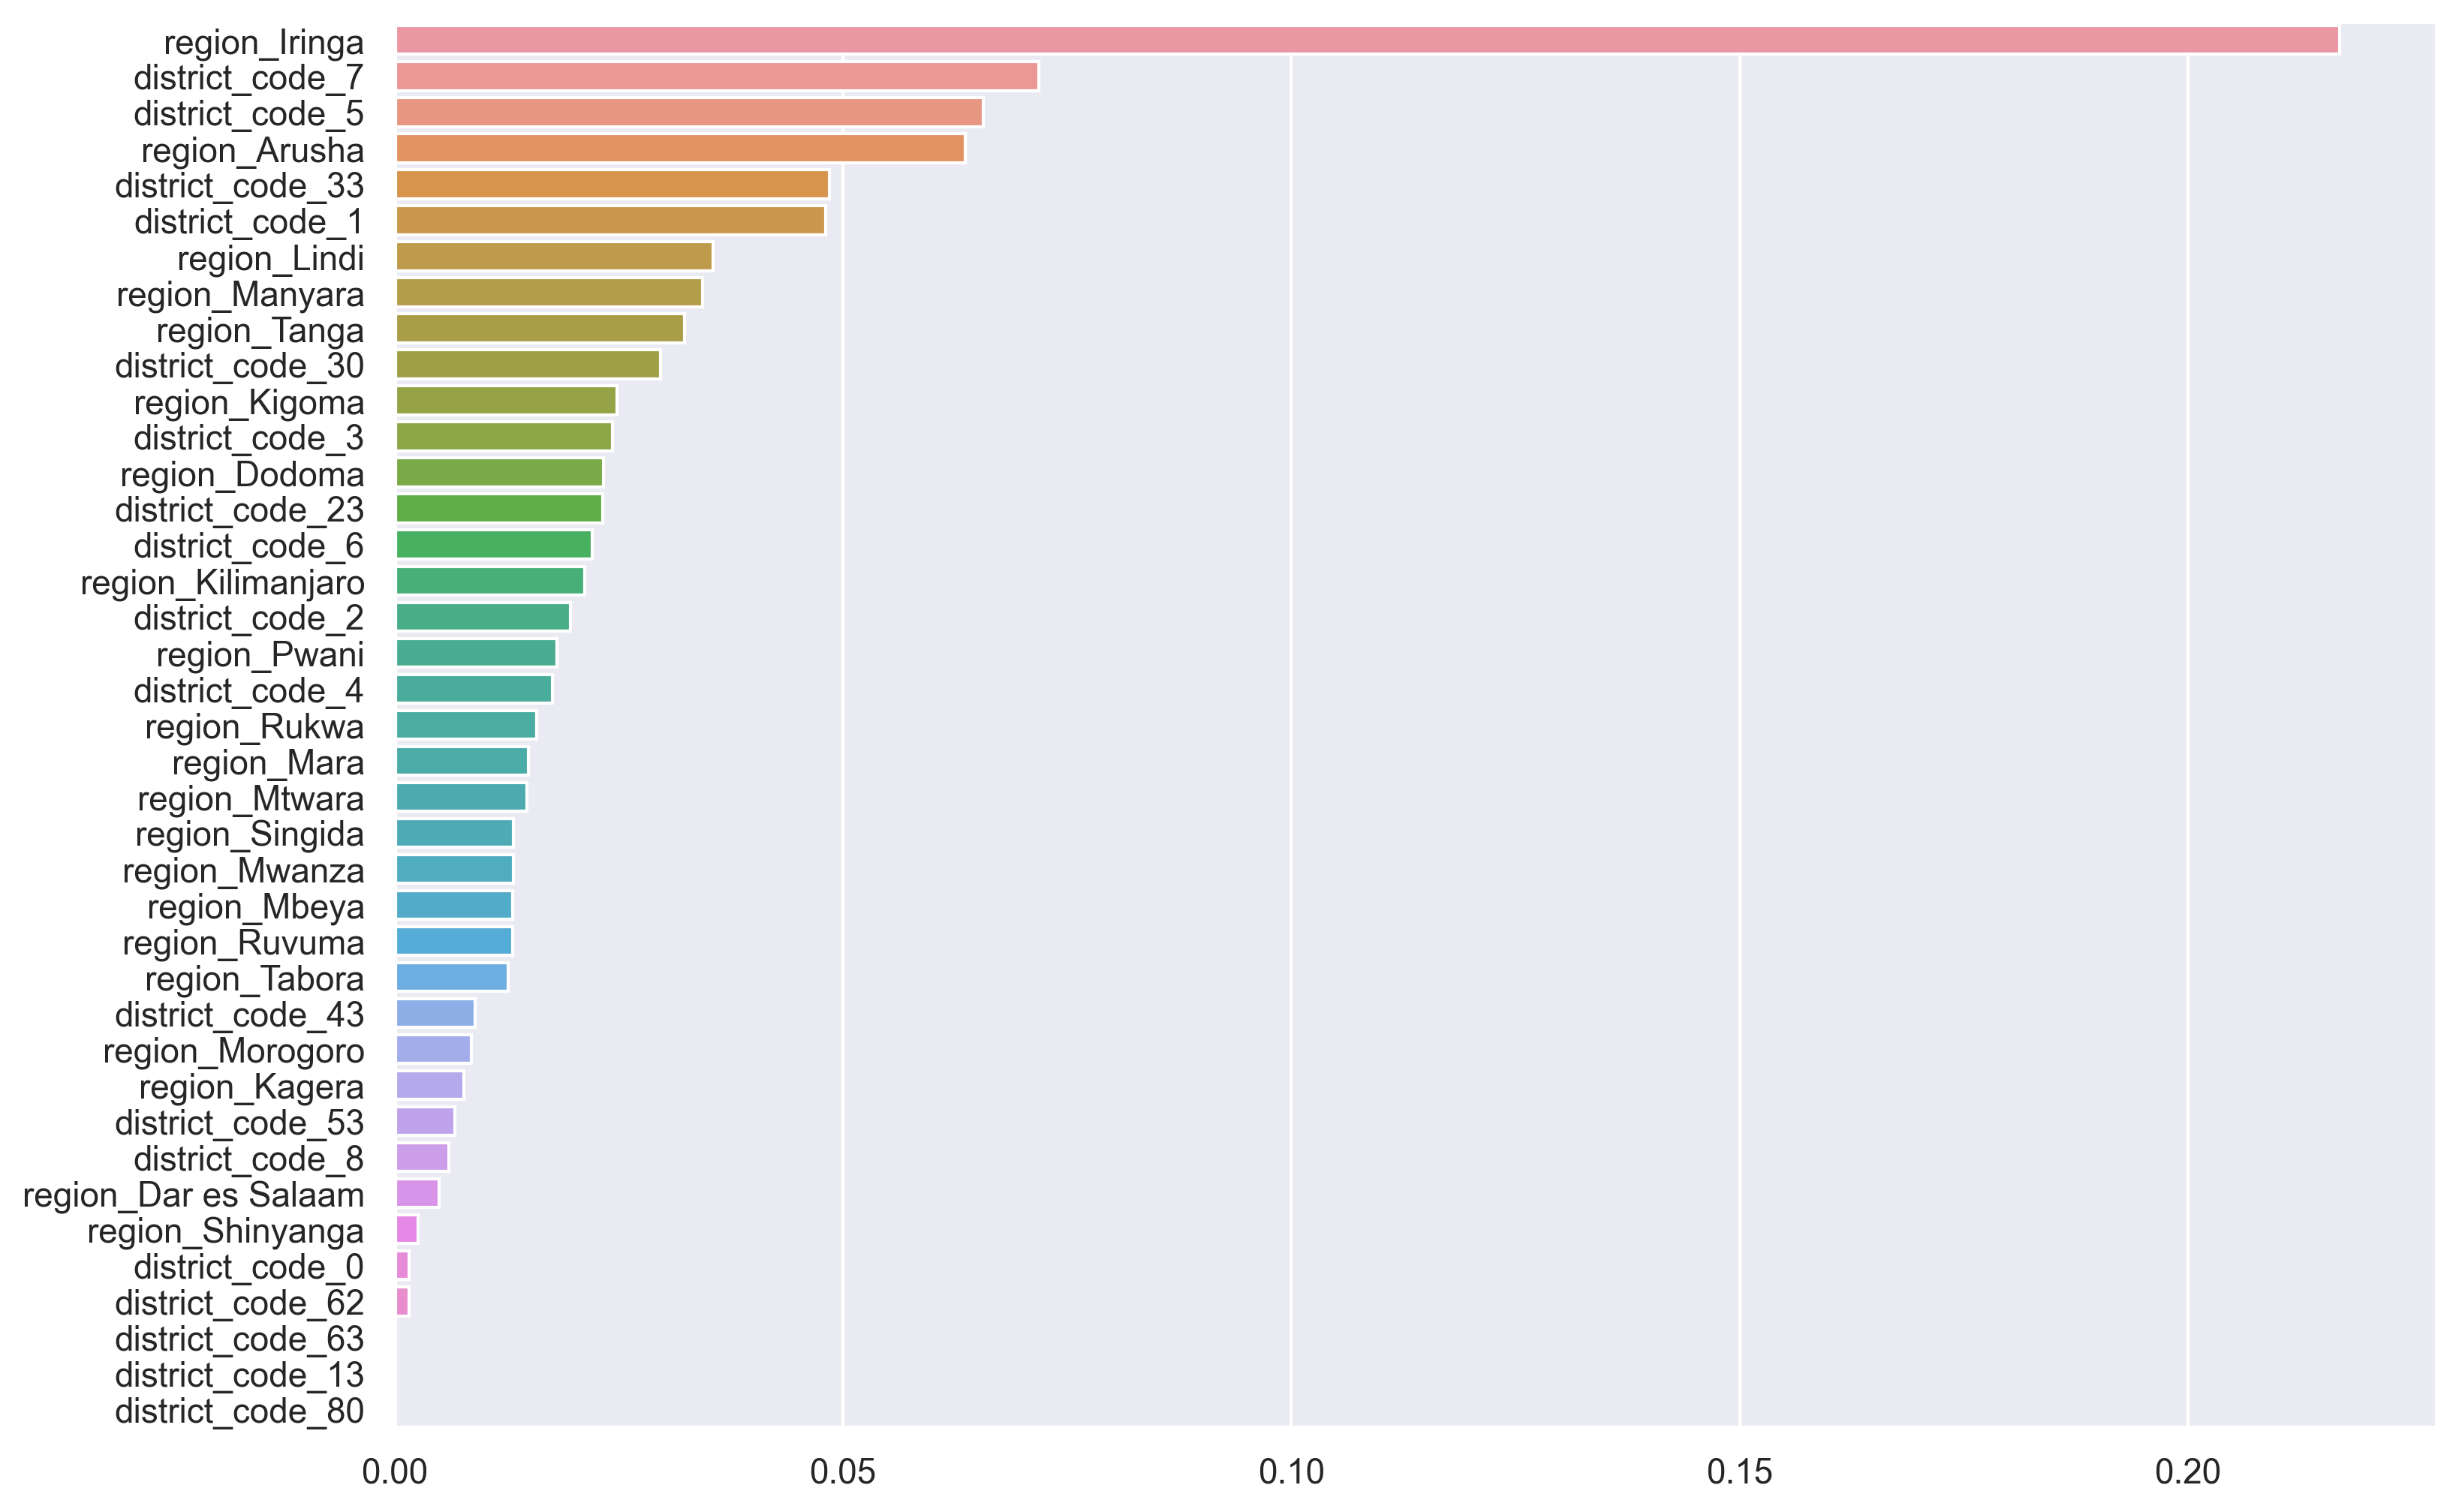 region_Iringa
district_code_7
district_code_5
region_Arusha
district_code_33
district_code_1
region_Lindi
region_Manyara
region_Tanga
district_code_30
region_Kigoma
district_code_3
region_Dodoma
district_code_23
district_code_6
region_Kilimanjaro
district_code_2
region_Pwani
district_code_4
region_Rukwa
region_Mara
region_Mtwara
region_Singida
region_Mwanza
region_Mbeya
region_Ruvuma
region_Tabora
district_code_43
region_Morogoro
region_Kagera
district_code_53
district_code_8
region_Dar es Salaam
region_Shinyanga
district_code_0
district_code_62
district_code_63
district_code_13
district_code_80
0.00 0.05 0.10 0.15 0.20